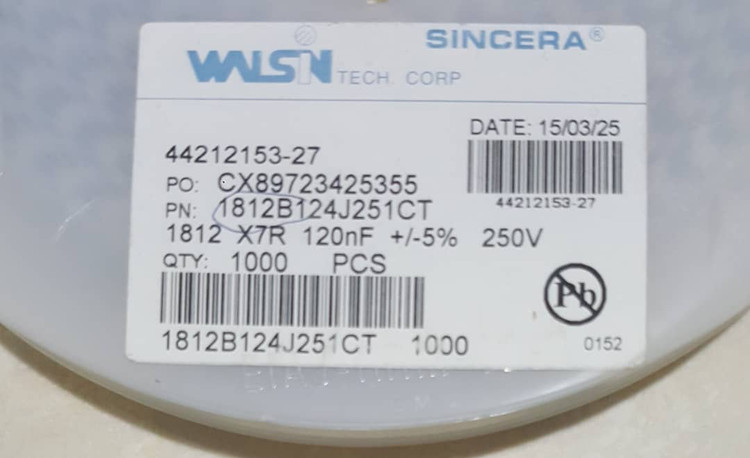 SINCERA®
WALSIN TECH. CORP
DATE: 15/03/25
44212153-27
44212153-27
PO: CX89723425355
PN: 1812B124J251CT
1812 X7R 120nF +/-5% 250V
QTY: 1000 PCS
Pb
1812B124J251CT 1000
0152